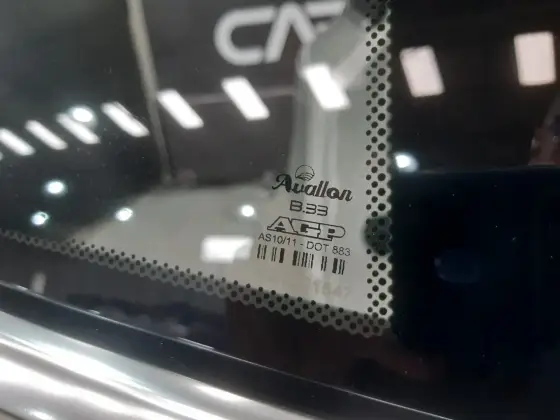 Avallon
B.33
AGP
AS10/11 - DOT 883